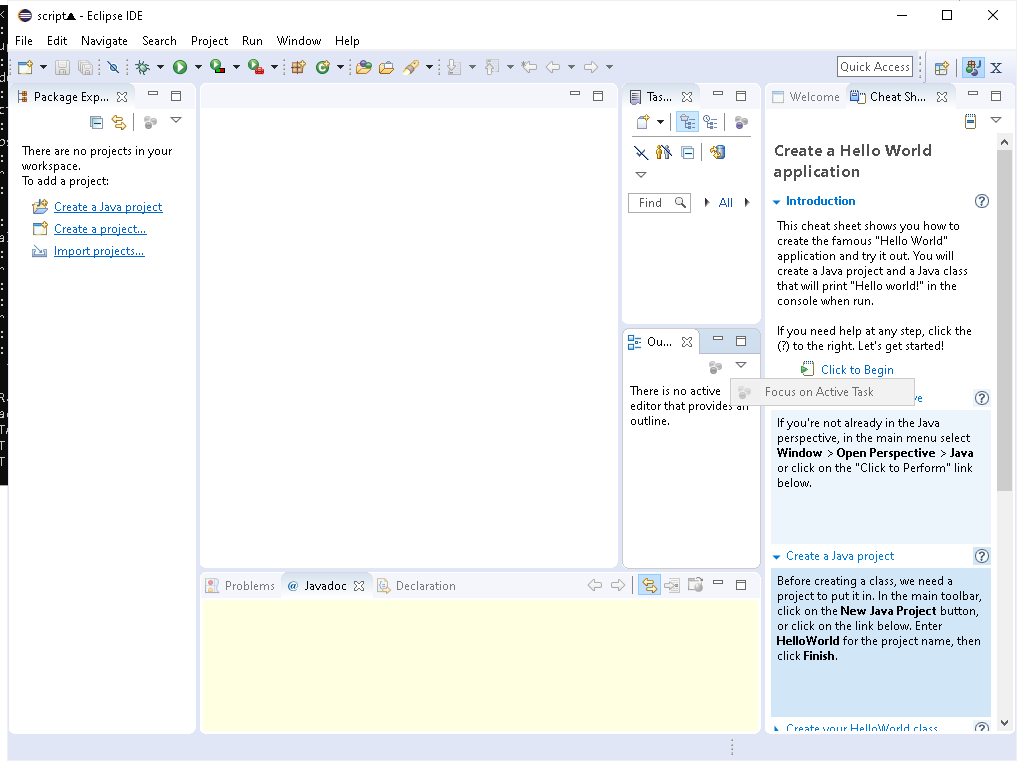 script▲ - Eclipse IDE
File Edit Navigate Search Project Run Window Help
Quick Access
Package Exp...
There are no projects in your
workspace.
To add a project:
Create a Java project
Create a project...
Import projects...
Tas...
Find
All
Ou...
There is no active
editor that provides an
outline.
Focus on Active Task
Problems @ Javadoc Declaration
Welcome Cheat Sh...
Create a Hello World
application
Introduction
This cheat sheet shows you how to
create the famous "Hello World"
application and try it out. You will
create a Java project and a Java class
that will print "Hello world!" in the
console when run.
If you need help at any step, click the
(?) to the right. Let's get started!
Click to Begin
ve
If you're not already in the Java
perspective, in the main menu select
Window > Open Perspective > Java
or click on the "Click to Perform" link
below.
Create a Java project
Before creating a class, we need a
project to put it in. In the main toolbar,
click on the New Java Project button,
or click on the link below. Enter
HelloWorld for the project name, then
click Finish.
Create your HelloWorld class